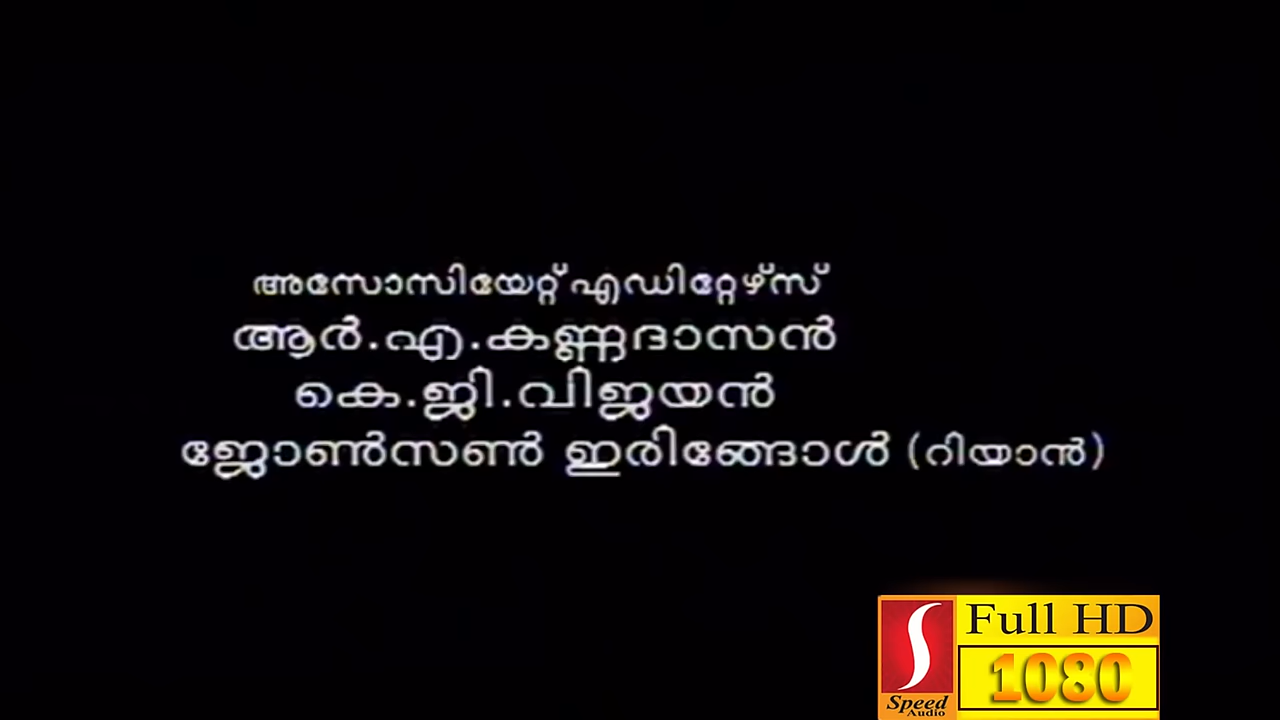 അസോസിയേറ്റ് എഡിറ്റേഴ്സ്
ആർ.എ.കണ്ണദാസൻ
കെ.ജി.വിജയൻ
ജോൺസൺ ഇരിങ്ങോൾ (റിയാൻ)
Full HD
1080
Speed
Audio